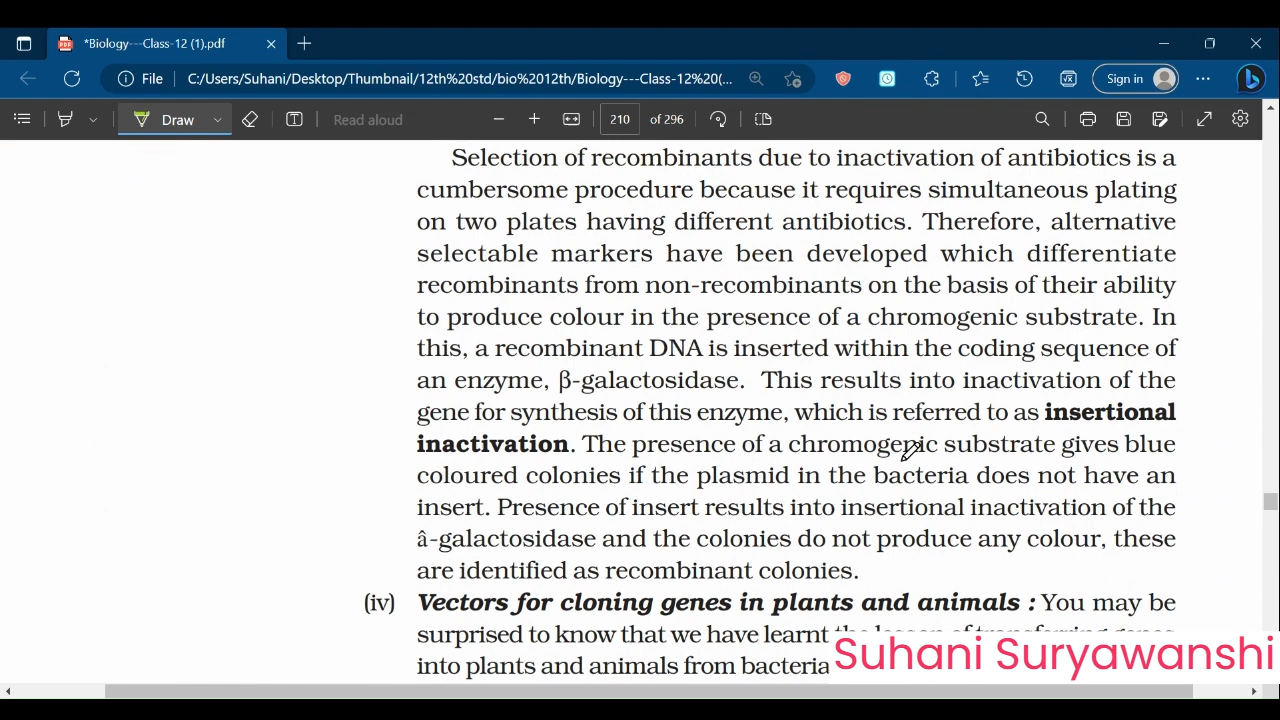 *Biology---Class-12 (1).pdf
File C:/Users/Suhani/Desktop/Thumbnail/12th%20std/bio%2012th/Biology---Class-12%20(... Sign in
Draw Read aloud 210 of 296
Selection of recombinants due to inactivation of antibiotics is a
cumbersome procedure because it requires simultaneous plating
on two plates having different antibiotics. Therefore, alternative
selectable markers have been developed which differentiate
recombinants from non-recombinants on the basis of their ability
to produce colour in the presence of a chromogenic substrate. In
this, a recombinant DNA is inserted within the coding sequence of
an enzyme, β-galactosidase. This results into inactivation of the
gene for synthesis of this enzyme, which is referred to as insertional
inactivation. The presence of a chromogenic substrate gives blue
coloured colonies if the plasmid in the bacteria does not have an
insert. Presence of insert results into insertional inactivation of the
â-galactosidase and the colonies do not produce any colour, these
are identified as recombinant colonies.
(iv) Vectors for cloning genes in plants and animals : You may be
surprised to know that we have learnt
into plants and animals from bacteria
Suhani Suryawanshi